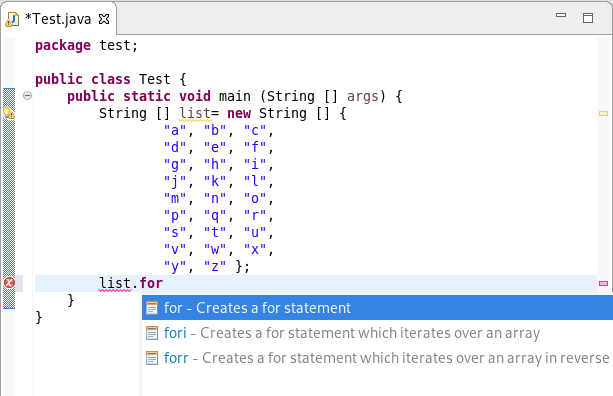 *Test.java
package test;
public class Test {
public static void main (String [] args) {
String [] list= new String [] {
"a", "b", "c",
"d", "e", "f",
"g", "h", "i",
"j", "k", "l",
"m", "n", "o",
"p", "q", "r",
"s", "t", "u",
"v", "w", "x",
"y", "z" };
list.for
}
}
for - Creates a for statement
fori - Creates a for statement which iterates over an array
forr - Creates a for statement which iterates over an array in reverse